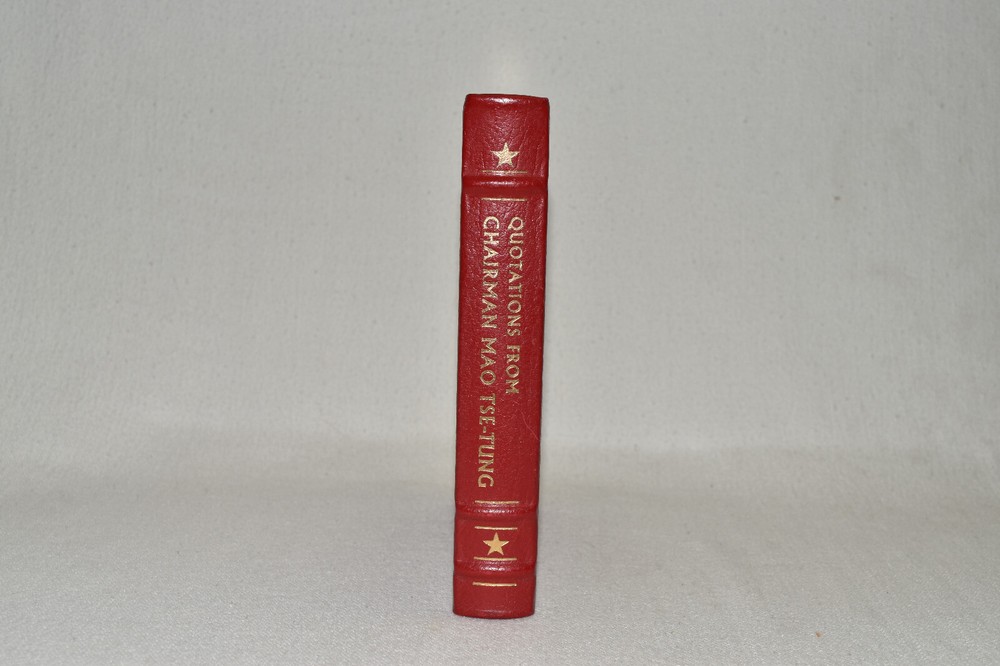 QUOTATIONS FROM
CHAIRMAN MAO TSE-TUNG